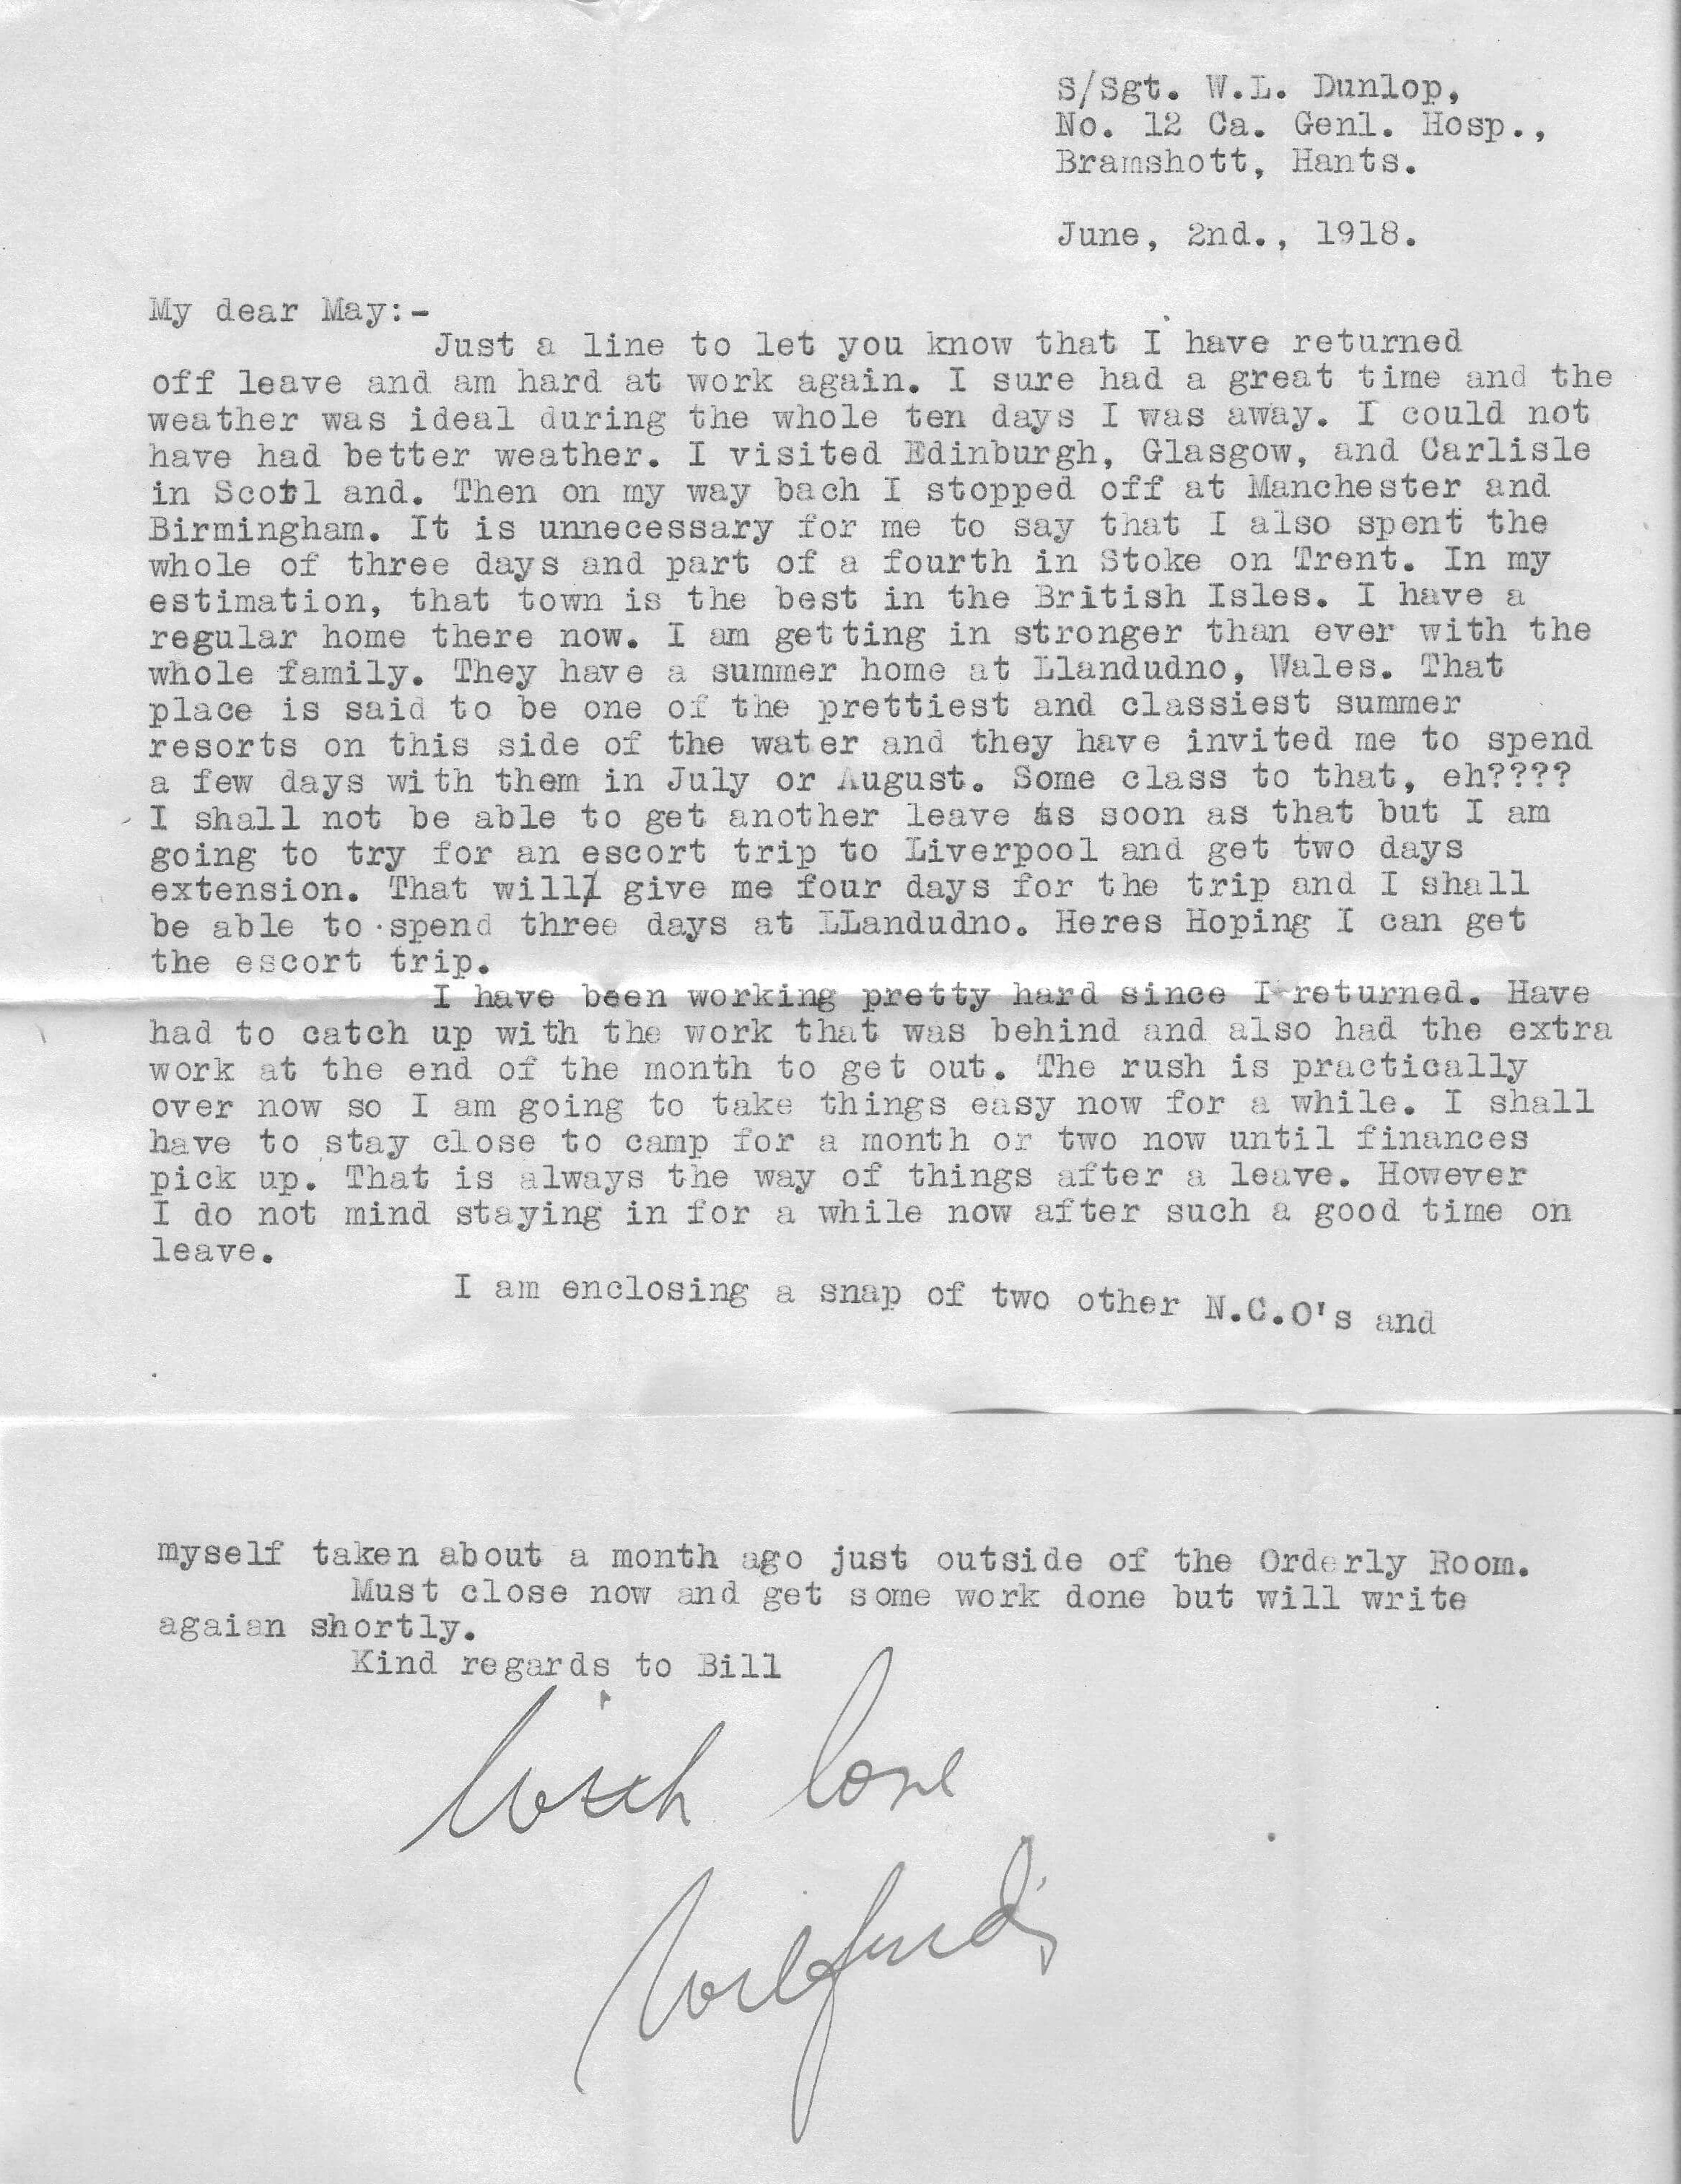 S/Sgt. W.L. Dunlop,
No. 12 Ca. Genl. Hosp.,
Bramshott, Hants.
June, 2nd., 1918.
My dear May:-
Just a line to let you know that I have returned
off leave and am hard at work again. I sure had a great time and the
weather was ideal during the whole ten days I was away. I could not
have had better weather. I visited Edinburgh, Glasgow, and Carlisle
in Scotl and. Then on my way bach I stopped off at Manchester and
Birmingham. It is unnecessary for me to say that I also spent the
whole of three days and part of a fourth in Stoke on Trent. In my
estimation, that town is the best in the British Isles. I have a
regular home there now. I am getting in stronger than ever with the
whole family. They have a summer home at Llandudno, Wales. That
place is said to be one of the prettiest and classiest summer
resorts on this side of the water and they have invited me to spend
a few days with them in July or August. Some class to that, eh????
I shall not be able to get another leave as soon as that but I am
going to try for an escort trip to Liverpool and get two days
extension. That will give me four days for the trip and I shall
be able to spend three days at LLandudno. Heres Hoping I can get
the escort trip.
I have been working pretty hard since I returned. Have
had to catch up with the work that was behind and also had the extra
work at the end of the month to get out. The rush is practically
over now so I am going to take things easy now for a while. I shall
have to stay close to camp for a month or two now until finances
pick up. That is always the way of things after a leave. However
I do not mind staying in for a while now after such a good time on
leave.
I am enclosing a snap of two other N.C.O's and
myself taken about a month ago just outside of the Orderly Room.
Must close now and get some work done but will write
agaian shortly.
Kind regards to Bill
With love
Wilfrid